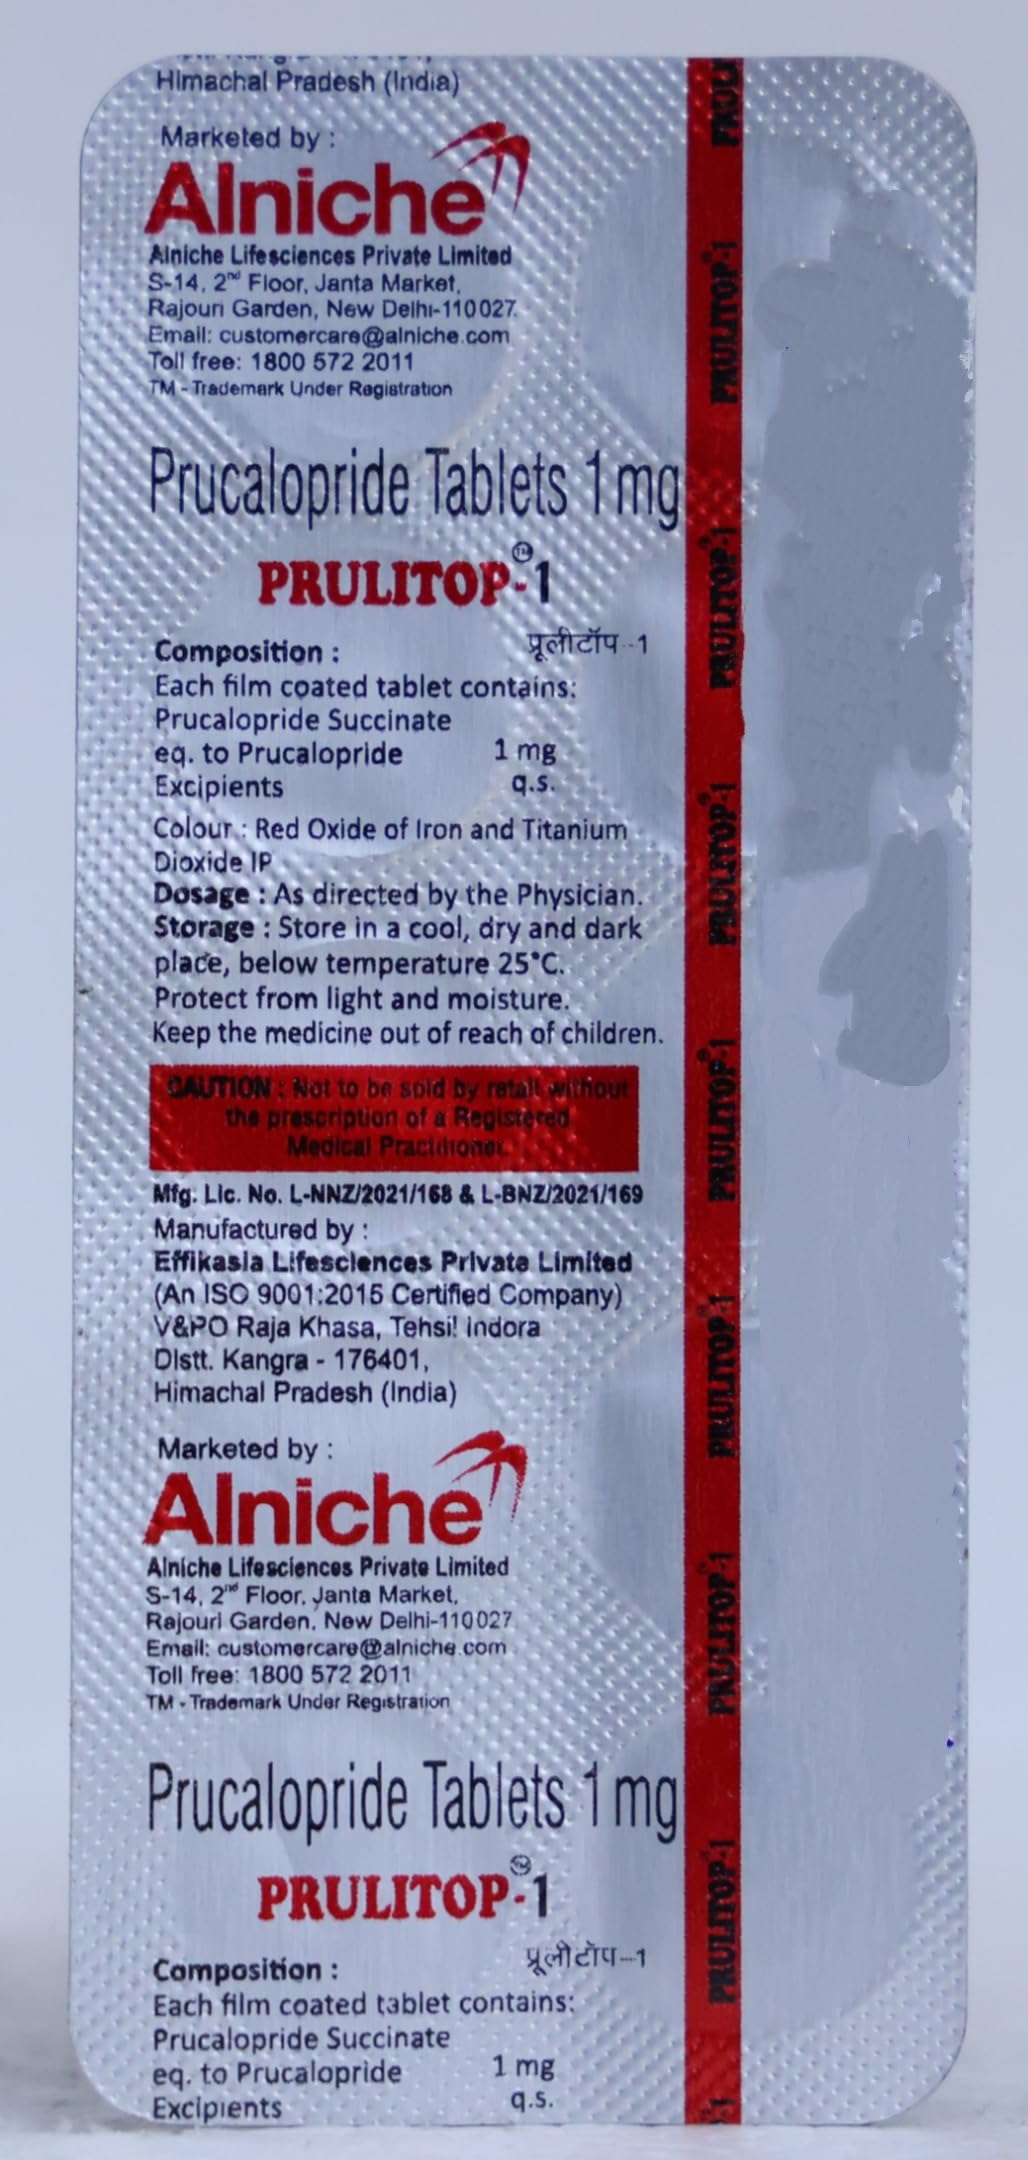 Himachal Pradesh (India)
Marketed by :
Alniche
Alniche Lifesciences Private Limited
S-14, 2nd Floor, Janta Market,
Rajouri Garden, New Delhi-110027.
Email: customercare@alniche.com
Toll free: 1800 572 2011
TM - Trademark Under Registration
Prucalopride Tablets 1 mg
PRULITOP™-1
प्रूलीटॉप-1
Composition :
Each film coated tablet contains:
Prucalopride Succinate
eq. to Prucalopride 1 mg
Excipients q.s.
Colour : Red Oxide of Iron and Titanium
Dioxide IP
Dosage : As directed by the Physician.
Storage : Store in a cool, dry and dark
place, below temperature 25°C.
Protect from light and moisture.
Keep the medicine out of reach of children.
CAUTION : Not to be sold by retail without
the prescription of a Registered
Medical Practitioner.
Mfg. Lic. No. L-NNZ/2021/168 & L-BNZ/2021/169
Manufactured by :
Effikasia Lifesciences Private Limited
(An ISO 9001:2015 Certified Company)
V&PO Raja Khasa, Tehsil Indora
Distt. Kangra - 176401,
Himachal Pradesh (India)
Marketed by :
Alniche
Alniche Lifesciences Private Limited
S-14, 2nd Floor, Janta Market,
Rajouri Garden, New Delhi-110027
Email: customercare@alniche.com
Toll free: 1800 572 2011
TM - Trademark Under Registration
Prucalopride Tablets 1 mg
PRULITOP™-1
प्रूलीटॉप-1
Composition :
Each film coated tablet contains:
Prucalopride Succinate
eq. to Prucalopride 1 mg
Excipients q.s.
PRULITOP-1
PRULITOP-1
PRULITOP-1
PRULITOP-1
PRULITOP-1
PRULITOP-1
PRULITOP-1